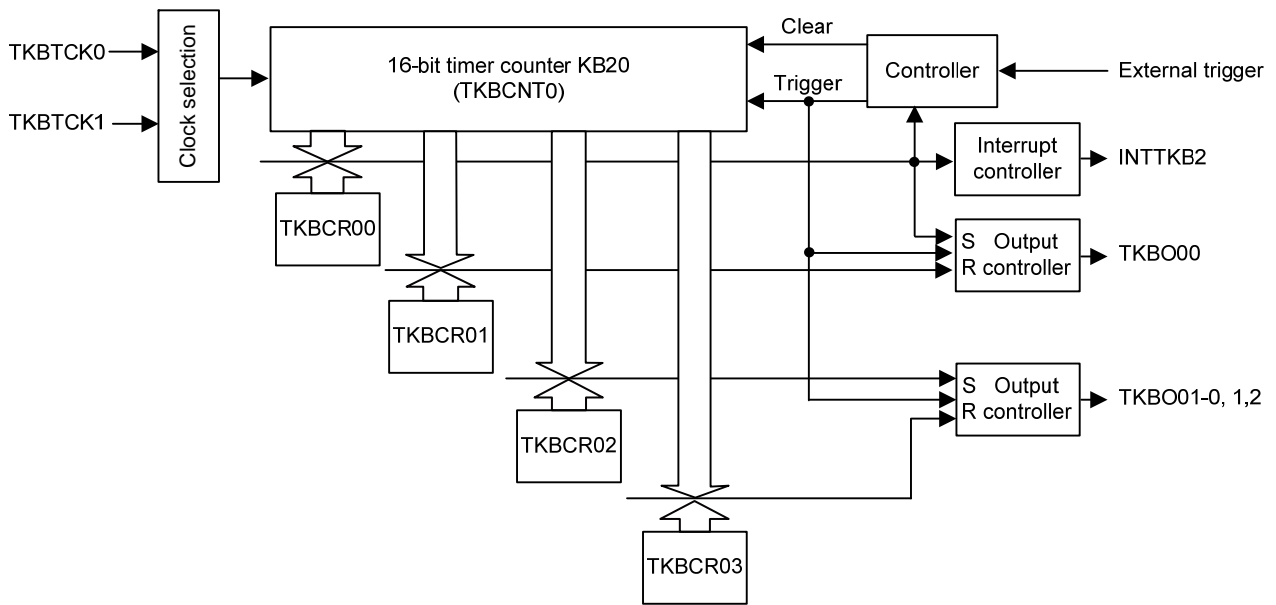 TKBTCK0
TKBTCK1
Clock selection
16-bit timer counter KB20
(TKBCNT0)
Clear
Trigger
Controller
External trigger
Interrupt
controller
INTTKB2
TKBCR00
S Output
R controller
TKBO00
TKBCR01
S Output
R controller
TKBO01-0, 1,2
TKBCR02
TKBCR03